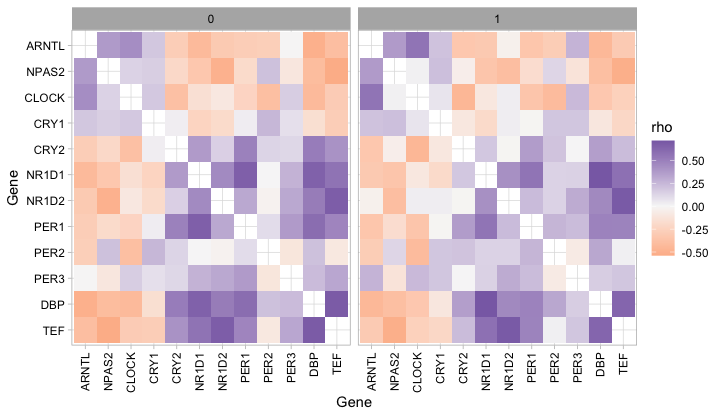 0 1
Gene
ARNTL
NPAS2
CLOCK
CRY1
CRY2
NR1D1
NR1D2
PER1
PER2
PER3
DBP
TEF
ARNTL NPAS2 CLOCK CRY1 CRY2 NR1D1 NR1D2 PER1 PER2 PER3 DBP TEF ARNTL NPAS2 CLOCK CRY1 CRY2 NR1D1 NR1D2 PER1 PER2 PER3 DBP TEF
Gene
rho
0.50
0.25
0.00
-0.25
-0.50